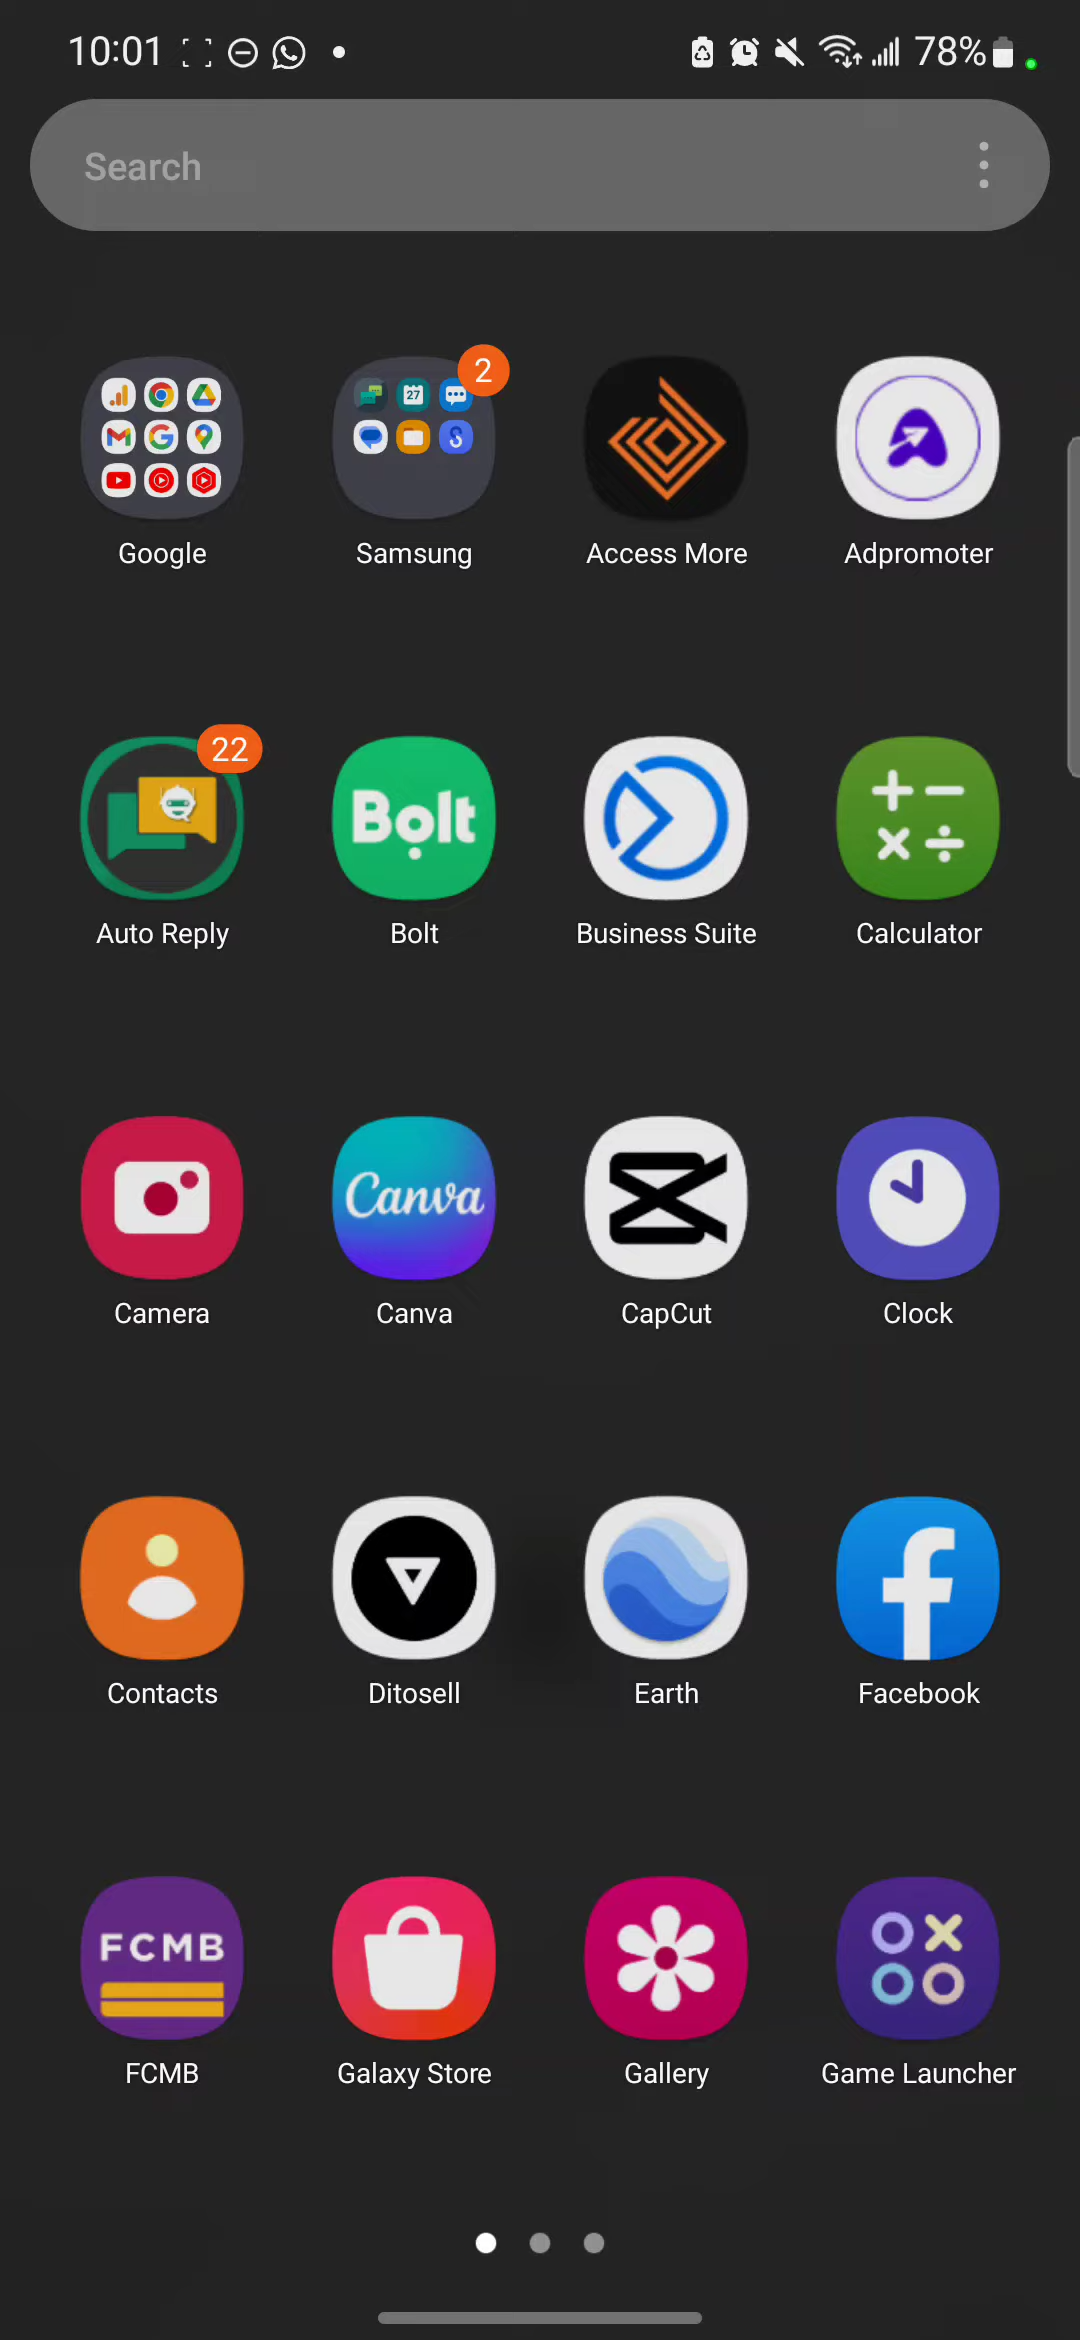 10:01 78%
Search
2
27
Google Samsung Access More Adpromoter
22
Bolt
Auto Reply Bolt Business Suite Calculator
Canva
Camera Canva CapCut Clock
Contacts Ditosell Earth Facebook
FCMB
FCMB Galaxy Store Gallery Game Launcher